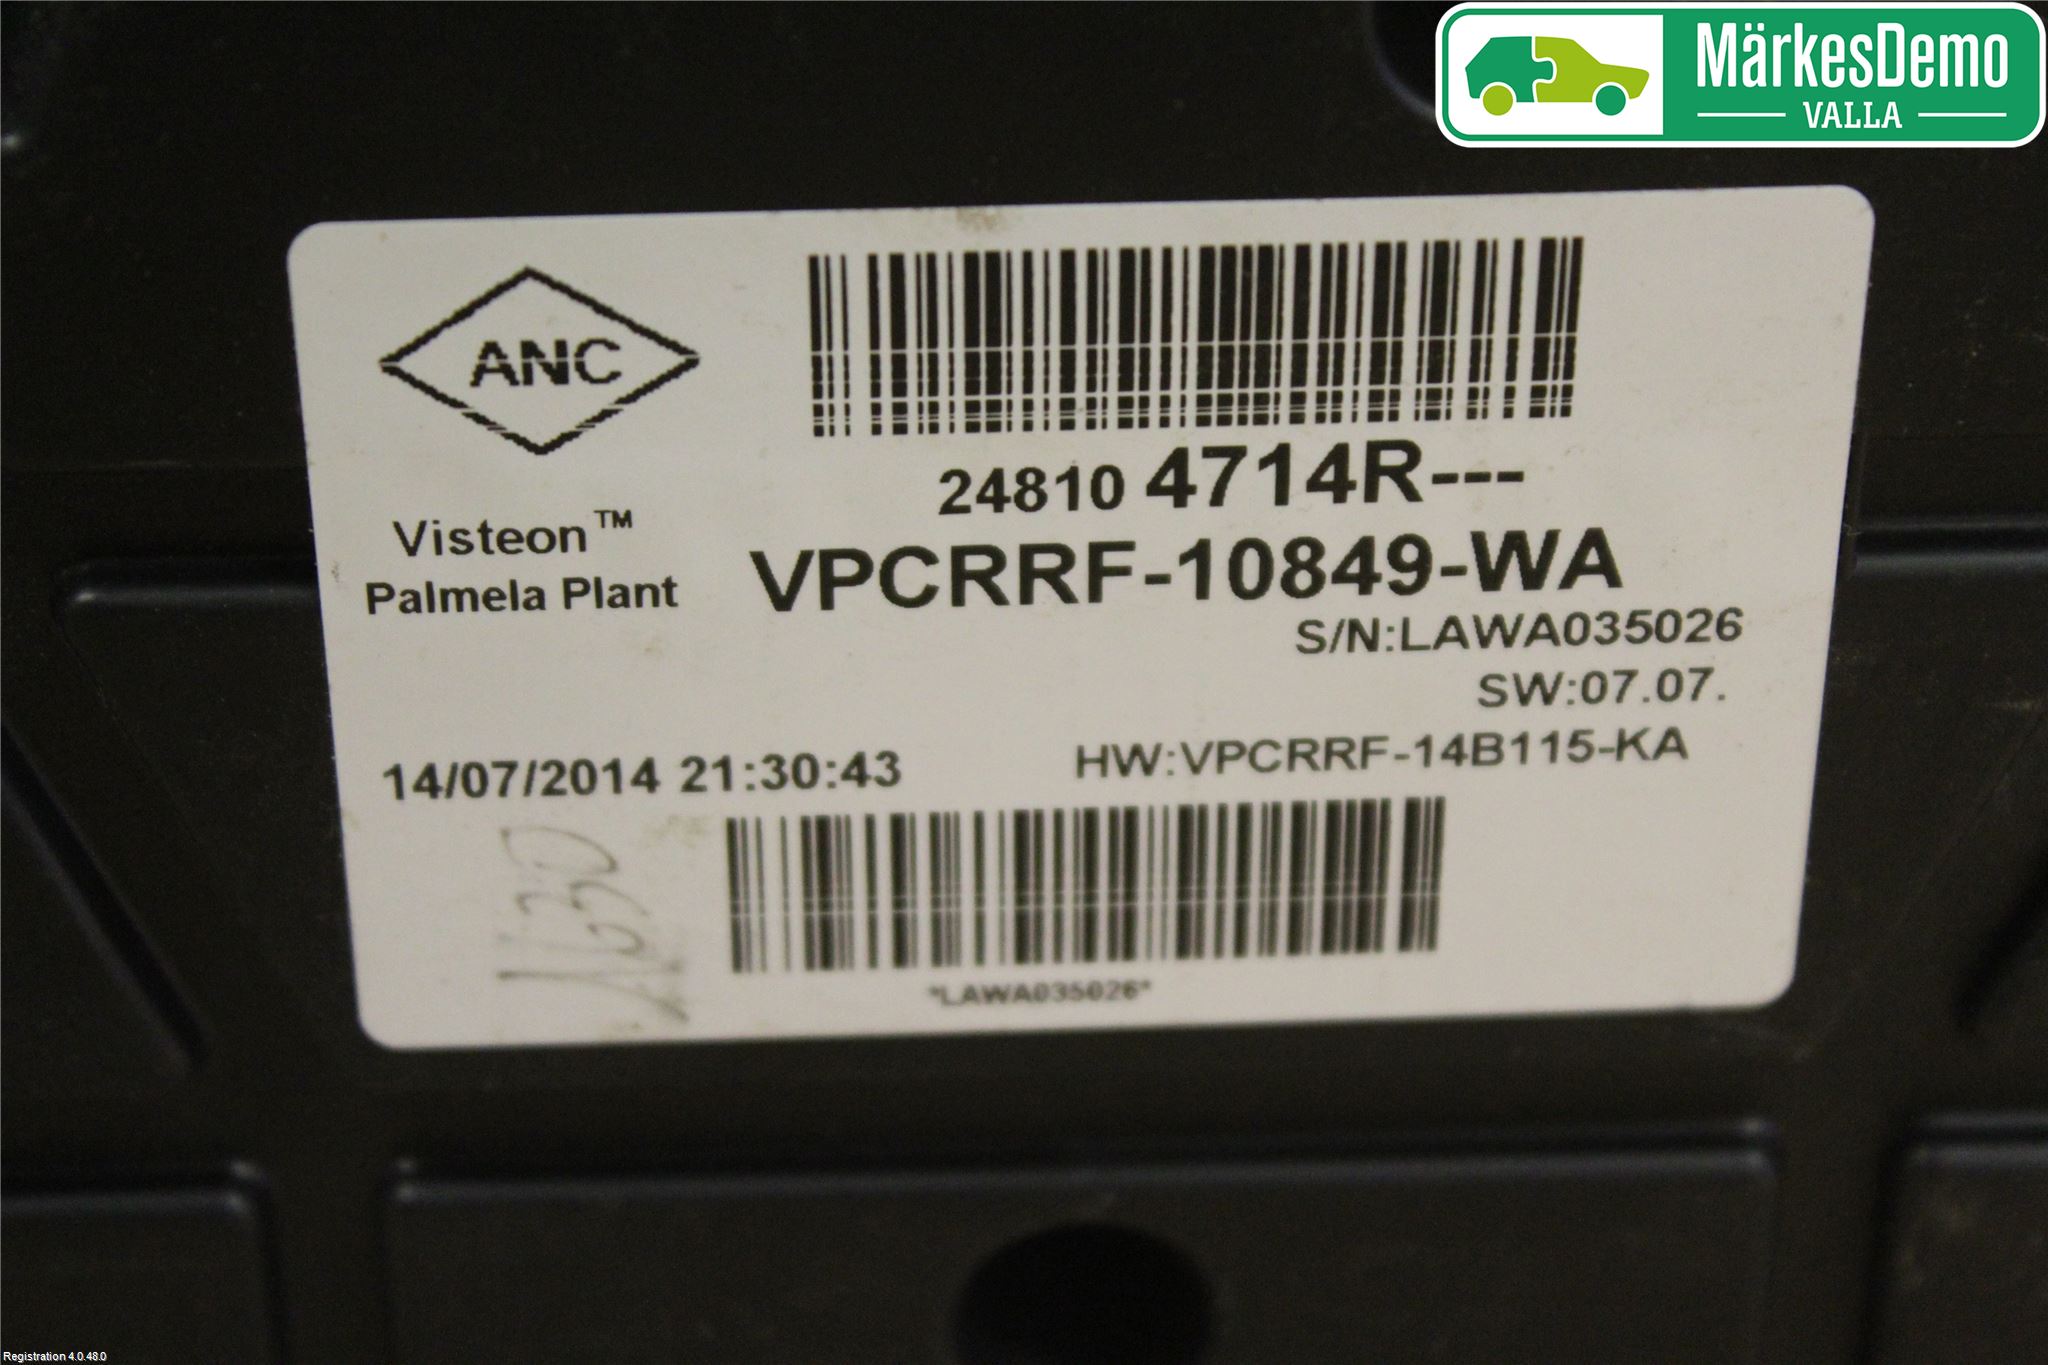 MärkesDemo
VALLA
ANC
24810 4714R---
Visteon™
Palmela Plant
VPCRRF-10849-WA
S/N:LAWA035026
SW:07.07.
14/07/2014 21:30:43
HW:VPCRRF-14B115-KA
*LAWA035026*
Registration 4.0.48.0